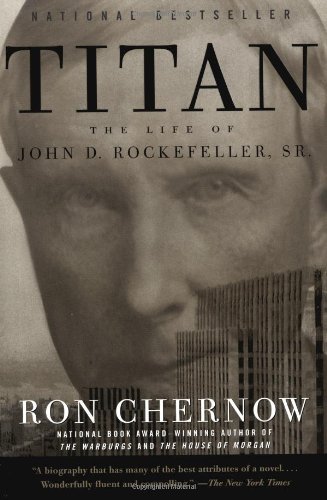 NATIONAL BESTSELLER
TITAN
THE LIFE OF
JOHN D. ROCKEFELLER, SR.
RON CHERNOW
NATIONAL BOOK AWARD-WINNING AUTHOR OF
THE WARBURGS AND THE HOUSE OF MORGAN
"A biography that has many of the best attributes of a novel. . . .
Wonderfully fluent and compelling." —The New York Times
Copyrighted Material